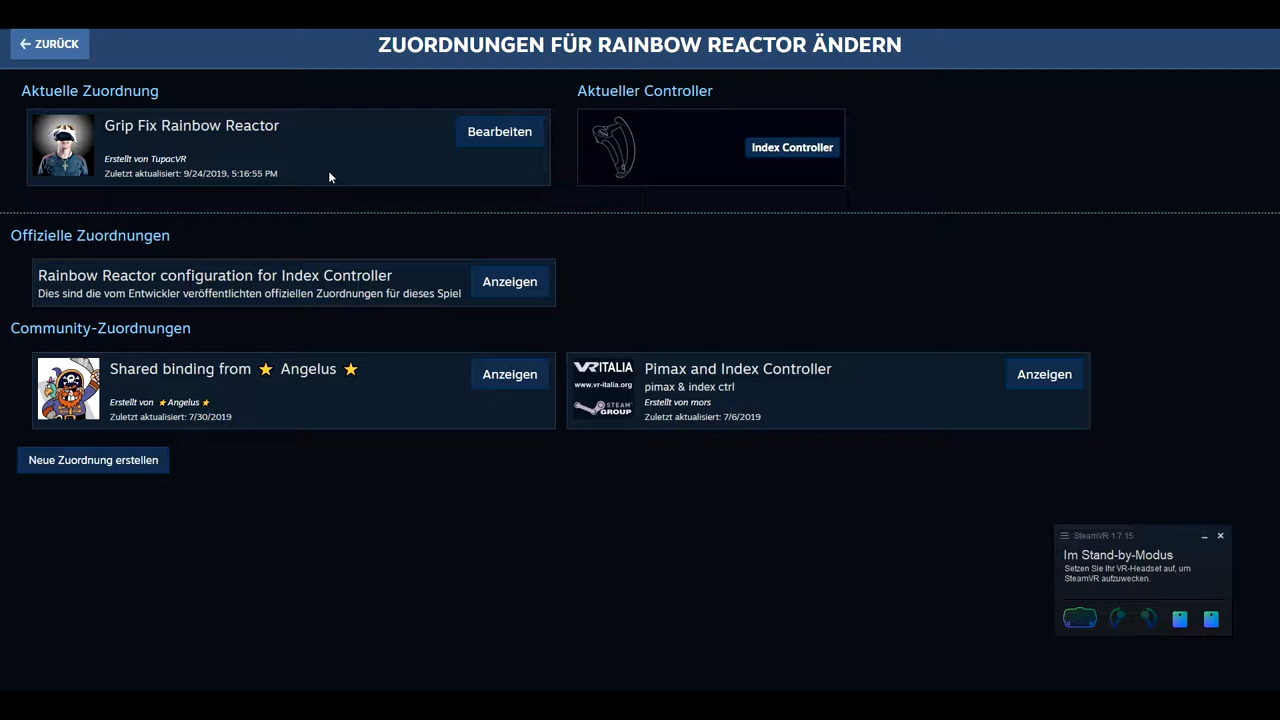 ZURÜCK
ZUORDNUNGEN FÜR RAINBOW REACTOR ÄNDERN
Aktuelle Zuordnung
Grip Fix Rainbow Reactor
Erstellt von TupacVR
Zuletzt aktualisiert: 9/24/2019, 5:16:55 PM
Bearbeiten
Aktueller Controller
Index Controller
Offizielle Zuordnungen
Rainbow Reactor configuration for Index Controller
Dies sind die vom Entwickler veröffentlichten offiziellen Zuordnungen für dieses Spiel
Anzeigen
Community-Zuordnungen
Shared binding from ⭐ Angelus ⭐
Erstellt von ⭐Angelus⭐
Zuletzt aktualisiert: 7/30/2019
Anzeigen
VRITALIA
www.vr-italia.org
STEAM
GROUP
Pimax and Index Controller
pimax & index ctrl
Erstellt von mors
Zuletzt aktualisiert: 7/6/2019
Anzeigen
Neue Zuordnung erstellen
SteamVR 1.7.15
Im Stand-by-Modus
Setzen Sie Ihr VR-Headset auf, um
SteamVR aufzuwecken.